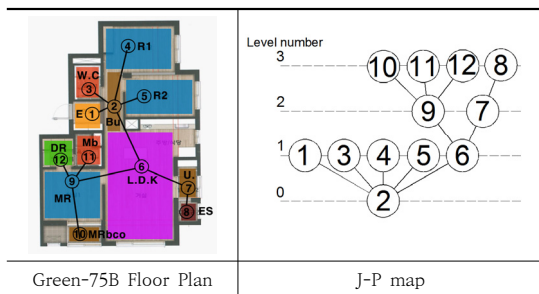 4 R1
W.C
3
5 R2
2
E 1
Bu
DR
Mb
12
11
6
L.D.K
U.
9
7
MR
8 ES
10 MRbco
Green-75B Floor Plan
Level number
3
10 11 12 8
2
9 7
1
1 3 4 5 6
0
2
J-P map